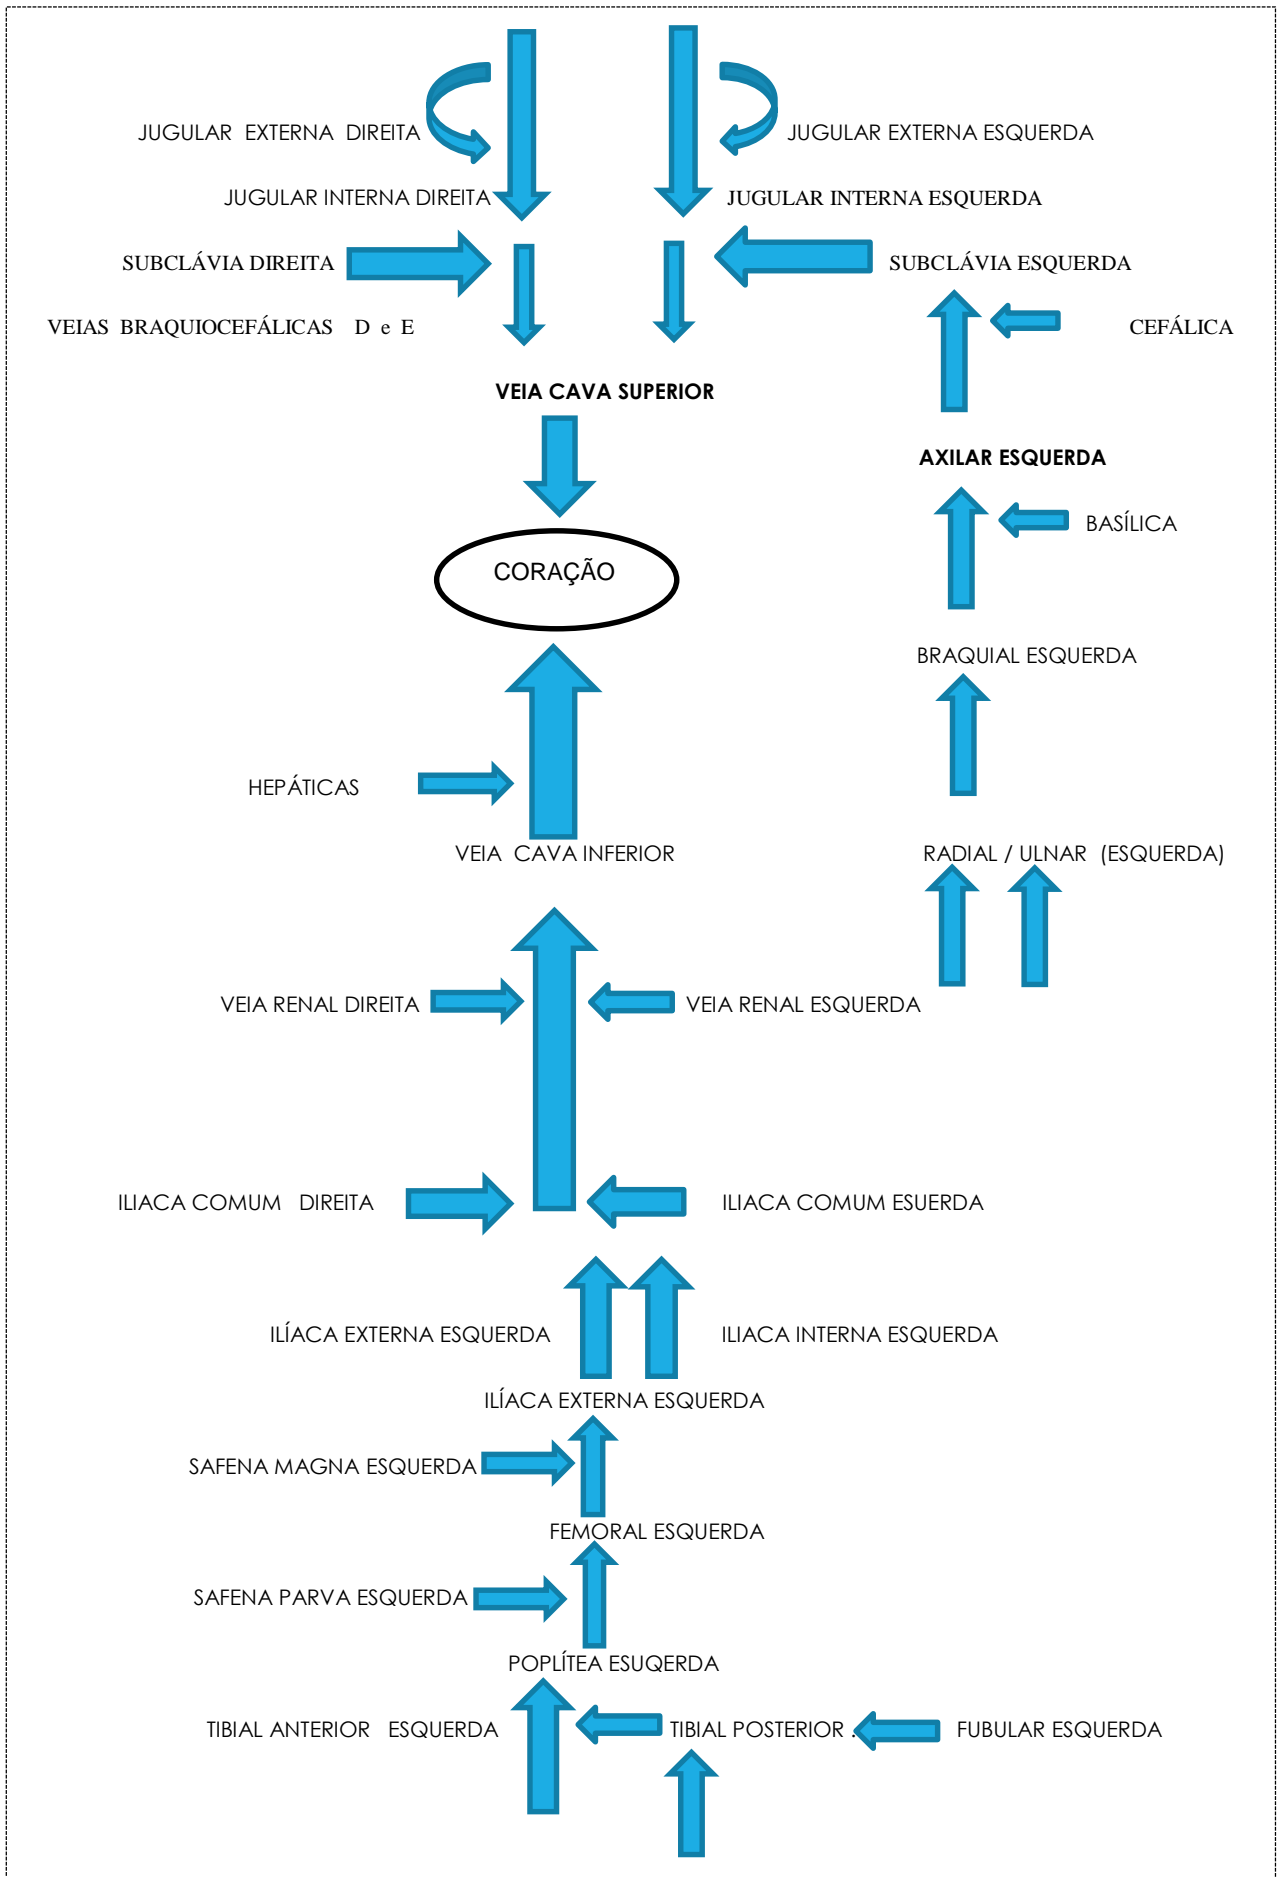 JUGULAR EXTERNA DIREITA
JUGULAR EXTERNA ESQUERDA
JUGULAR INTERNA DIREITA
JUGULAR INTERNA ESQUERDA
SUBCLÁVIA DIREITA
SUBCLÁVIA ESQUERDA
VEIAS BRAQUIOCEFÁLICAS D e E
CEFÁLICA
VEIA CAVA SUPERIOR
AXILAR ESQUERDA
BASÍLICA
CORAÇÃO
BRAQUIAL ESQUERDA
HEPÁTICAS
VEIA CAVA INFERIOR
RADIAL / ULNAR (ESQUERDA)
VEIA RENAL DIREITA
VEIA RENAL ESQUERDA
ILIACA COMUM DIREITA
ILIACA COMUM ESUERDA
ILÍACA EXTERNA ESQUERDA
ILIACA INTERNA ESQUERDA
ILÍACA EXTERNA ESQUERDA
SAFENA MAGNA ESQUERDA
FEMORAL ESQUERDA
SAFENA PARVA ESQUERDA
POPLÍTEA ESUQERDA
TIBIAL ANTERIOR ESQUERDA
TIBIAL POSTERIOR .
FUBULAR ESQUERDA